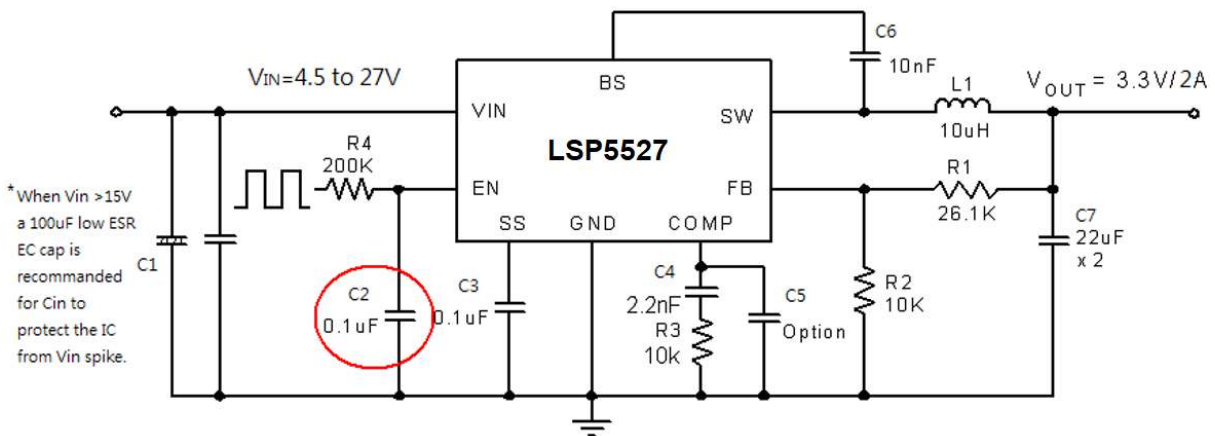 C6
10nF
VIN=4.5 to 27V
BS
L1
10uH
VOUT = 3.3V/2A
VIN
SW
LSP5527
R4
200K
EN
FB
R1
26.1K
*When Vin >15V
a 100uF low ESR
EC cap is
recommanded
for Cin to
protect the IC
from Vin spike.
C1
SS
GND
COMP
C7
22uF
x 2
C2
0.1uF
C3
0.1uF
C4
2.2nF
R3
10k
C5
Option
R2
10K